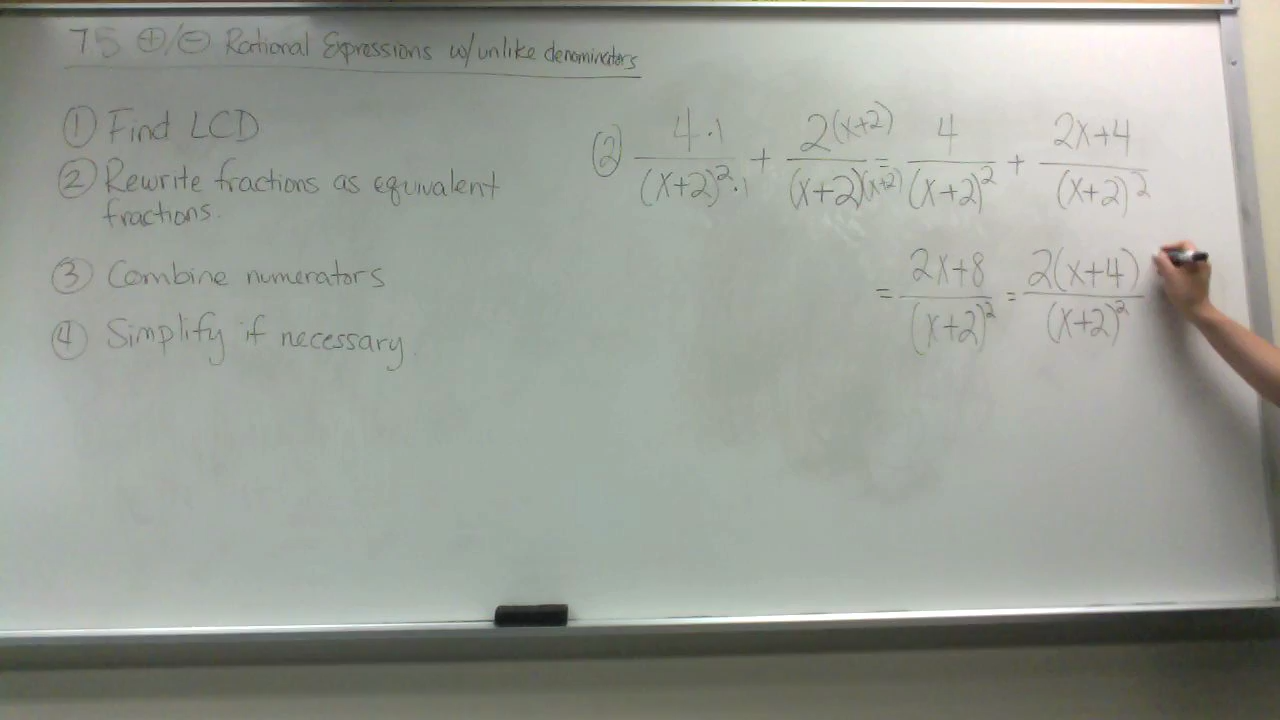 7.5 ⊕/⊖ Rational Expressions w/unlike denominators
① Find LCD
② Rewrite fractions as equivalent
fractions.
③ Combine numerators
④ Simplify if necessary.
② 4·1/(x+2)²·1 + 2(x+2)/(x+2)(x+2) = 4/(x+2)² + 2x+4/(x+2)²
= 2x+8/(x+2)² = 2(x+4)/(x+2)²